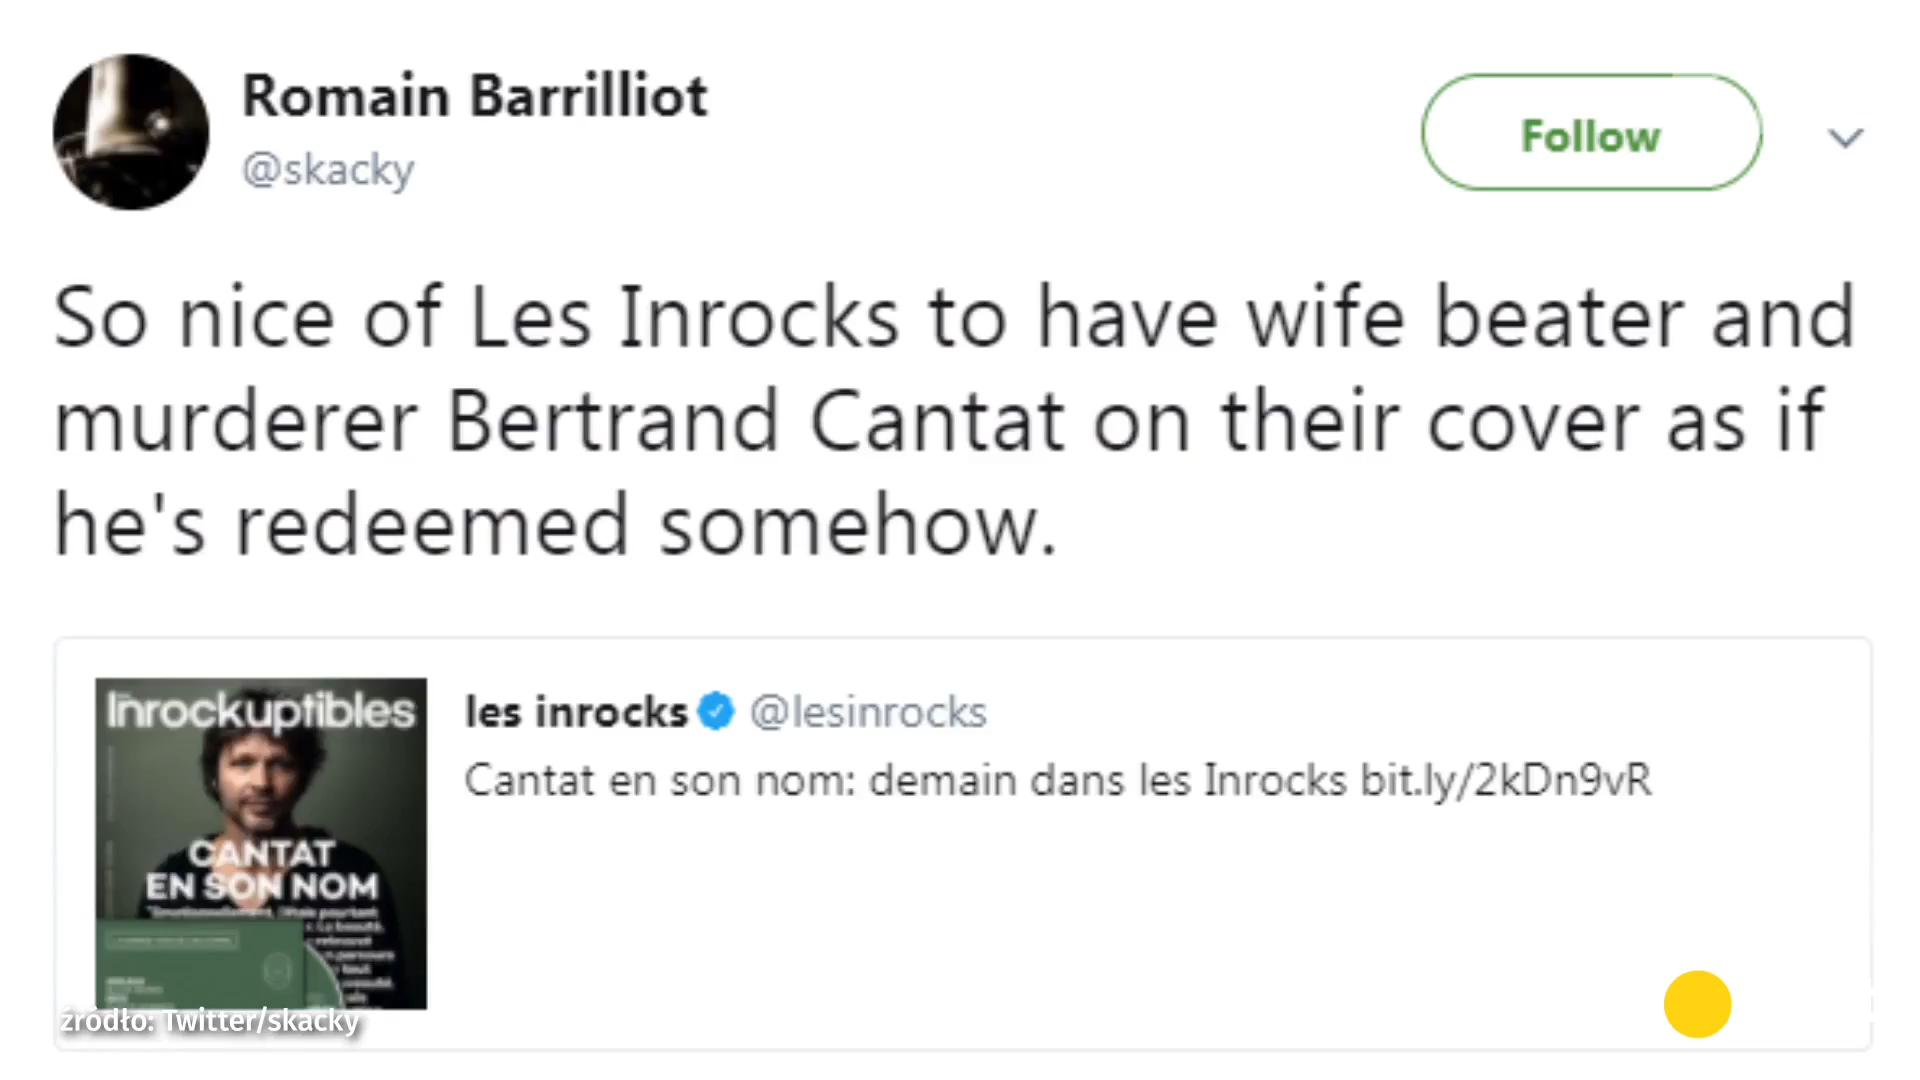 Romain Barrilliot
@skacky
Follow
So nice of Les Inrocks to have wife beater and
murderer Bertrand Cantat on their cover as if
he's redeemed somehow.
Inrockuptibles
CANTAT
EN SON NOM
les inrocks @lesinrocks
Cantat en son nom: demain dans les Inrocks bit.ly/2kDn9vR
źródło: Twitter/skacky